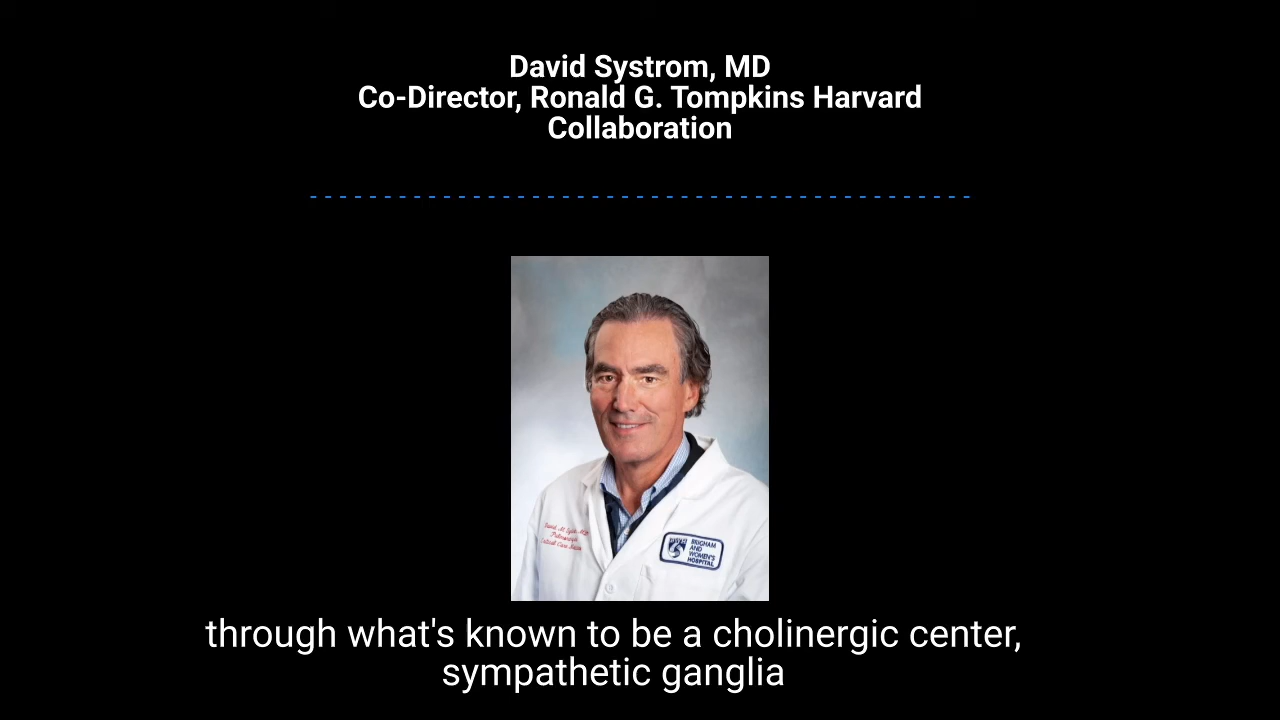 David Systrom, MD
Co-Director, Ronald G. Tompkins Harvard
Collaboration
BRIGHAM
AND
WOMEN'S
HOSPITAL
through what's known to be a cholinergic center,
sympathetic ganglia